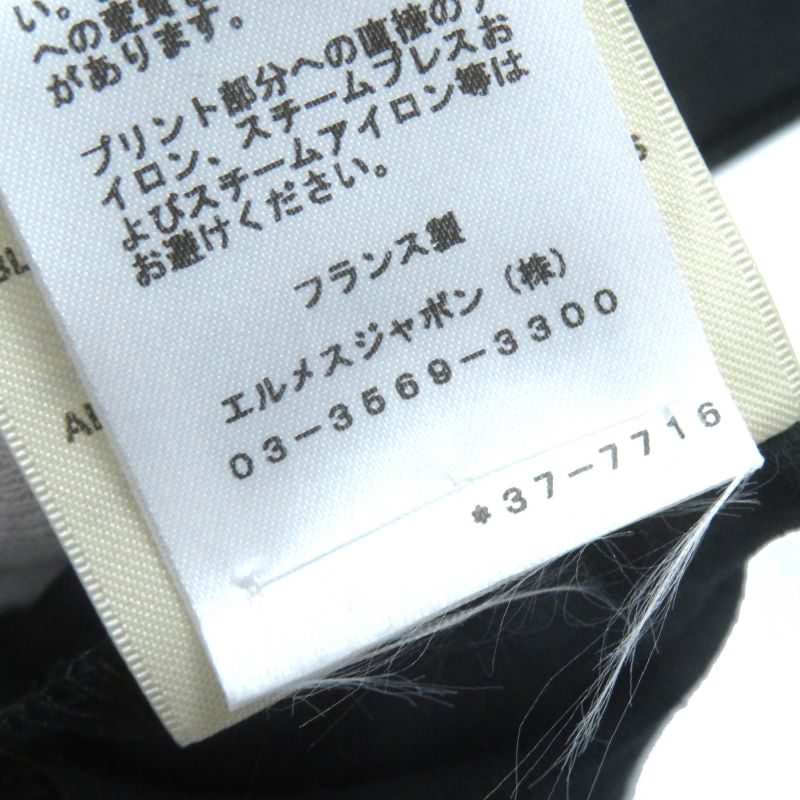 への変質
があります。
プリント部分への直接のア
イロン、スチームプレスお
よびスチームアイロン等は
お避けください。
フランス製
エルメスジャポン（株）
03-3569-3300
*37-7716